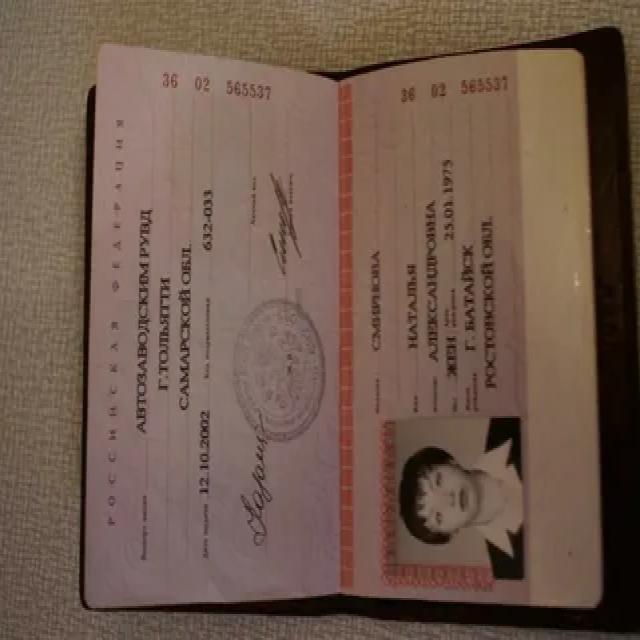 РОССИЙСКАЯ ФЕДЕРАЦИЯ
36 02 565537
Паспорт выдан АВТОЗАВОДСКИМ РУВД
Г.ТОЛЬЯТТИ
САМАРСКОЙ ОБЛ.
Дата выдачи 12.10.2002 Код подразделения 632-033
Личный код
36 02 565537
Фамилия СМИРНОВА
Имя НАТАЛЬЯ
Отчество АЛЕКСАНДРОВНА
Пол ЖЕН Дата рождения 25.01.1975
Место рождения Г. БАТАЙСК
РОСТОВСКОЙ ОБЛ.